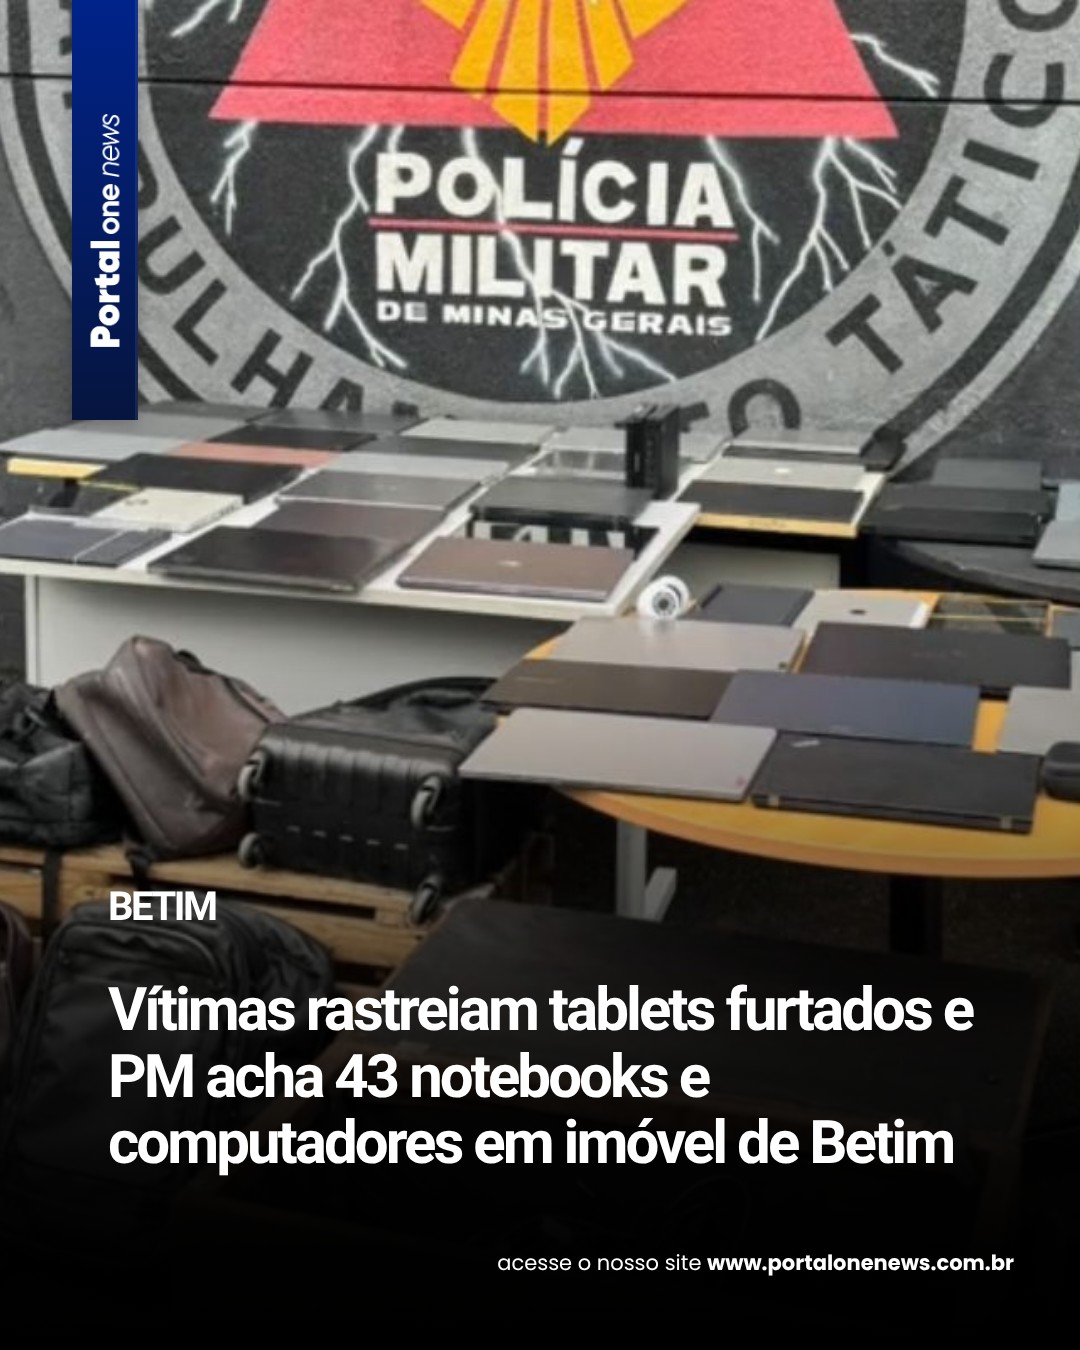 Portal one news
POLÍCIA
MILITAR
DE MINAS GERAIS
TÁTICO
BETIM
Vítimas rastreiam tablets furtados e
PM acha 43 notebooks e
computadores em imóvel de Betim
acesse o nosso site www.portalonenews.com.br